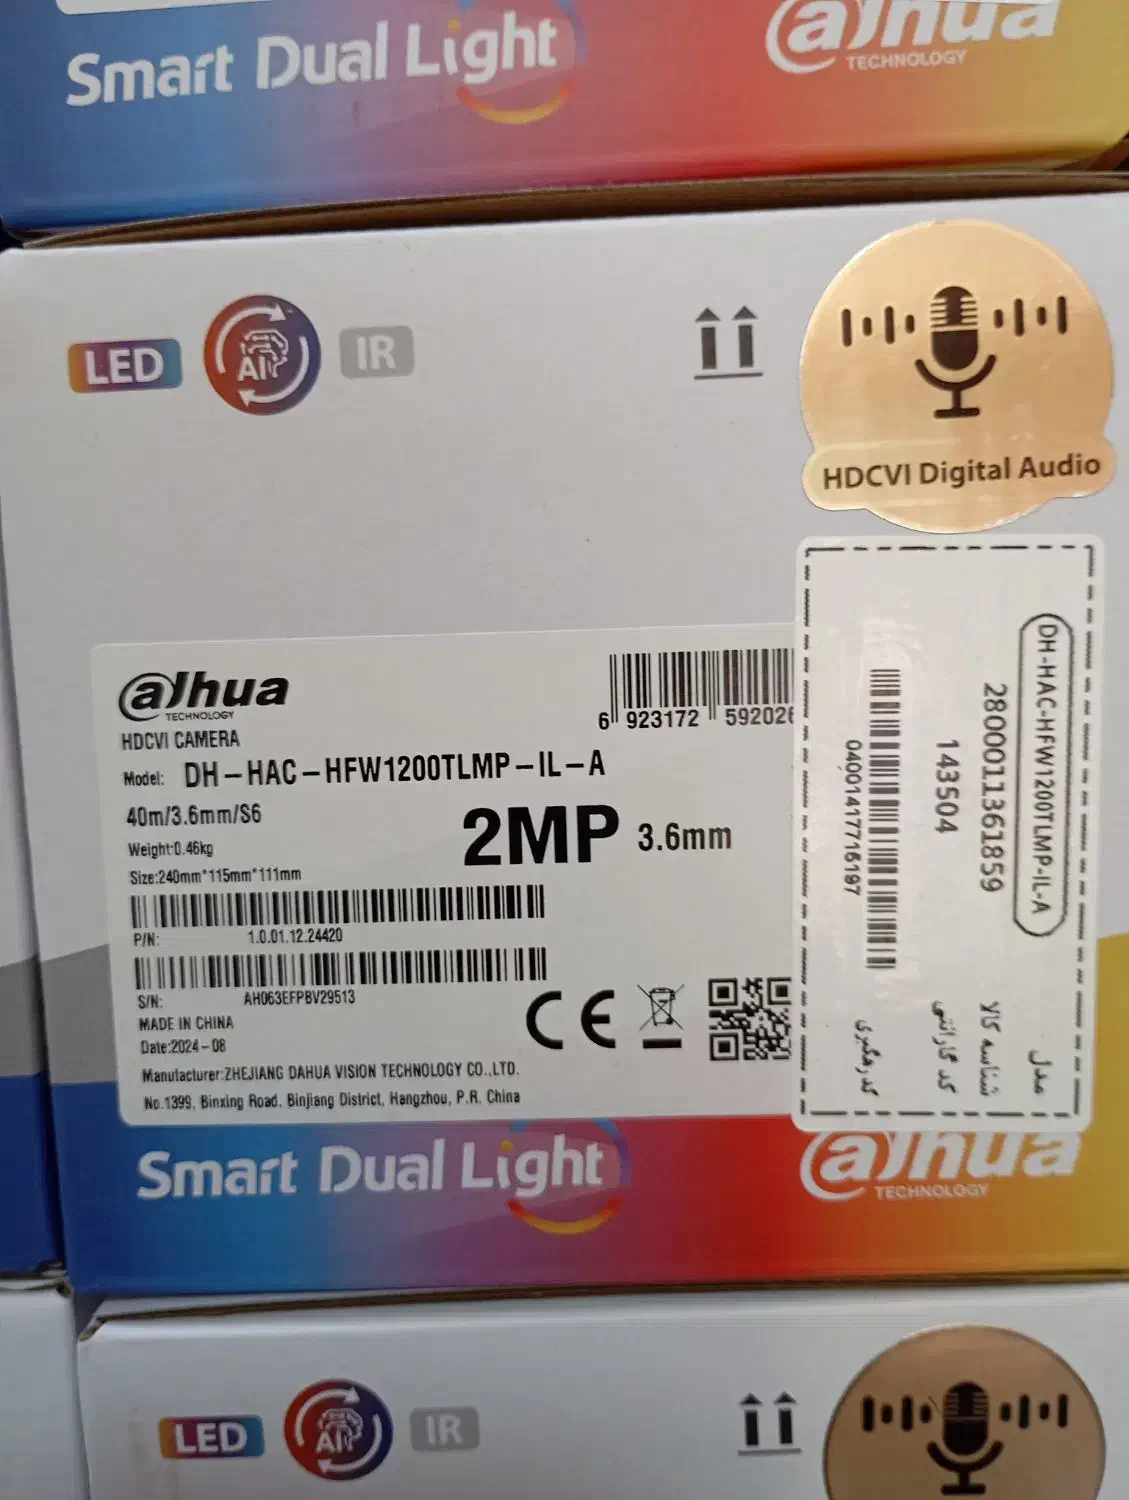 Smart Dual Light
alhua
TECHNOLOGY
LED
AI
IR
HDCVI Digital Audio
alhua
TECHNOLOGY
HDCVI CAMERA
6 923172 592026
Model: DH-HAC-HFW1200TLMP-IL-A
40m/3.6mm/S6
2MP 3.6mm
Weight:0.46kg
Size:240mm*115mm*111mm
P/N: 1.0.01.12.24420
S/N: AH063EFPBV29513
MADE IN CHINA
Date:2024-08
CE
Manufacturer:ZHEJIANG DAHUA VISION TECHNOLOGY CO.,LTD.
No.1399, Binxing Road, Binjiang District, Hangzhou, P.R. China
مدل DH-HAC-HFW1200TLMP-IL-A
شناسه کالا 2800011361859
کد گارانتی 143504
کدرهگیری 0400141771616197
Smart Dual Light
alhua
TECHNOLOGY
LED
AI
IR